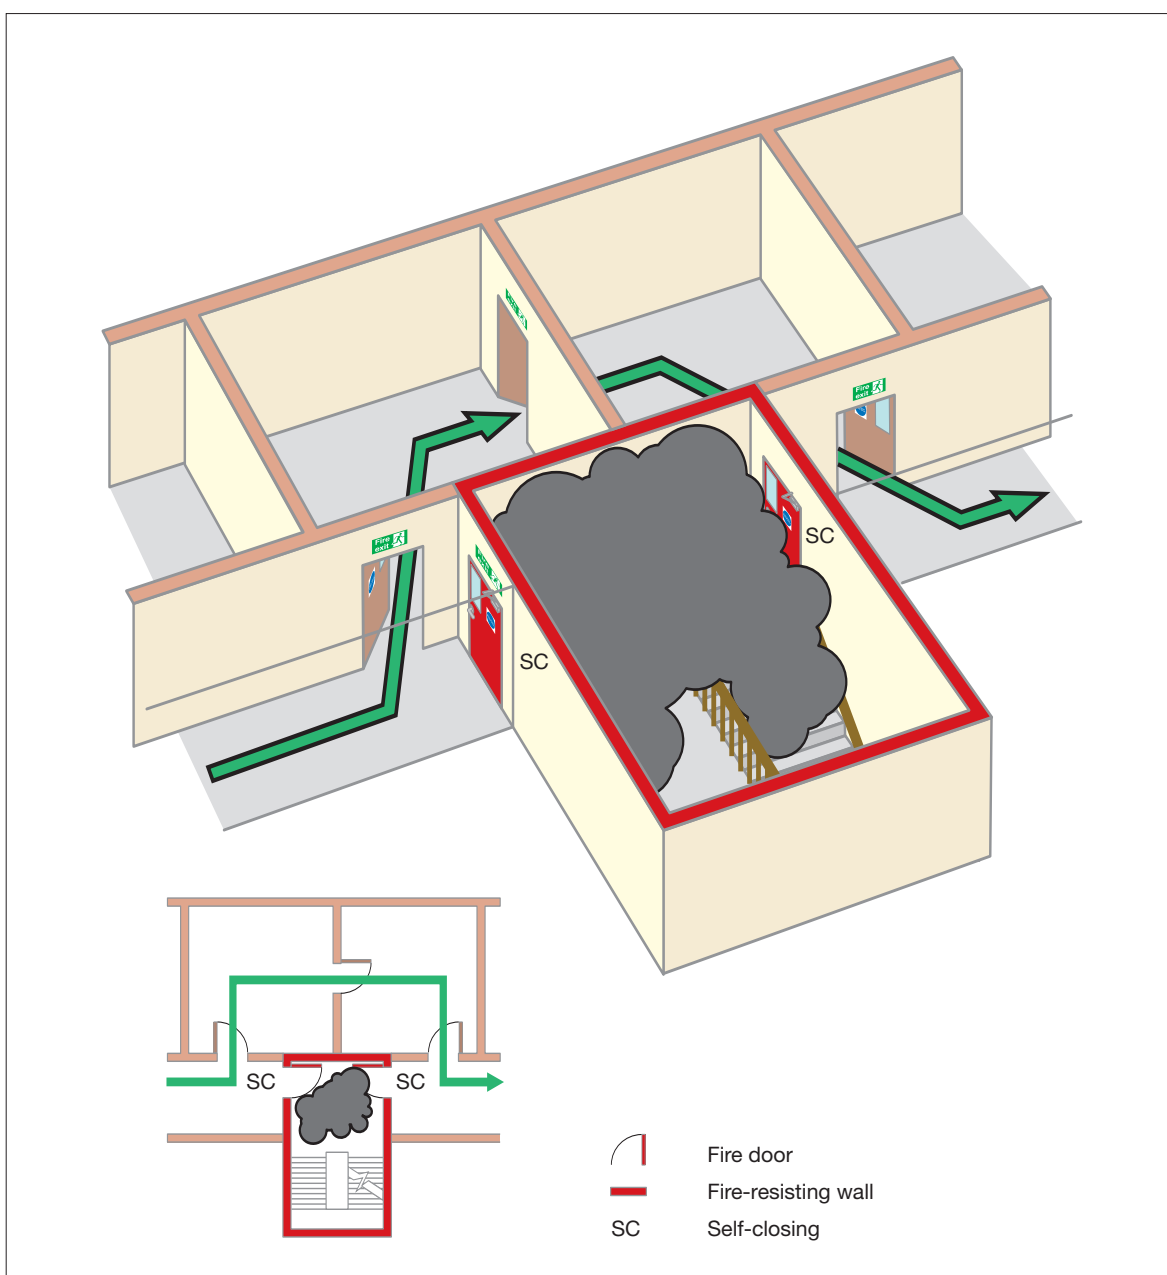 Fire
exit
Fire
exit
SC
SC
SC
SC
Fire door
Fire-resisting wall
SC
Self-closing